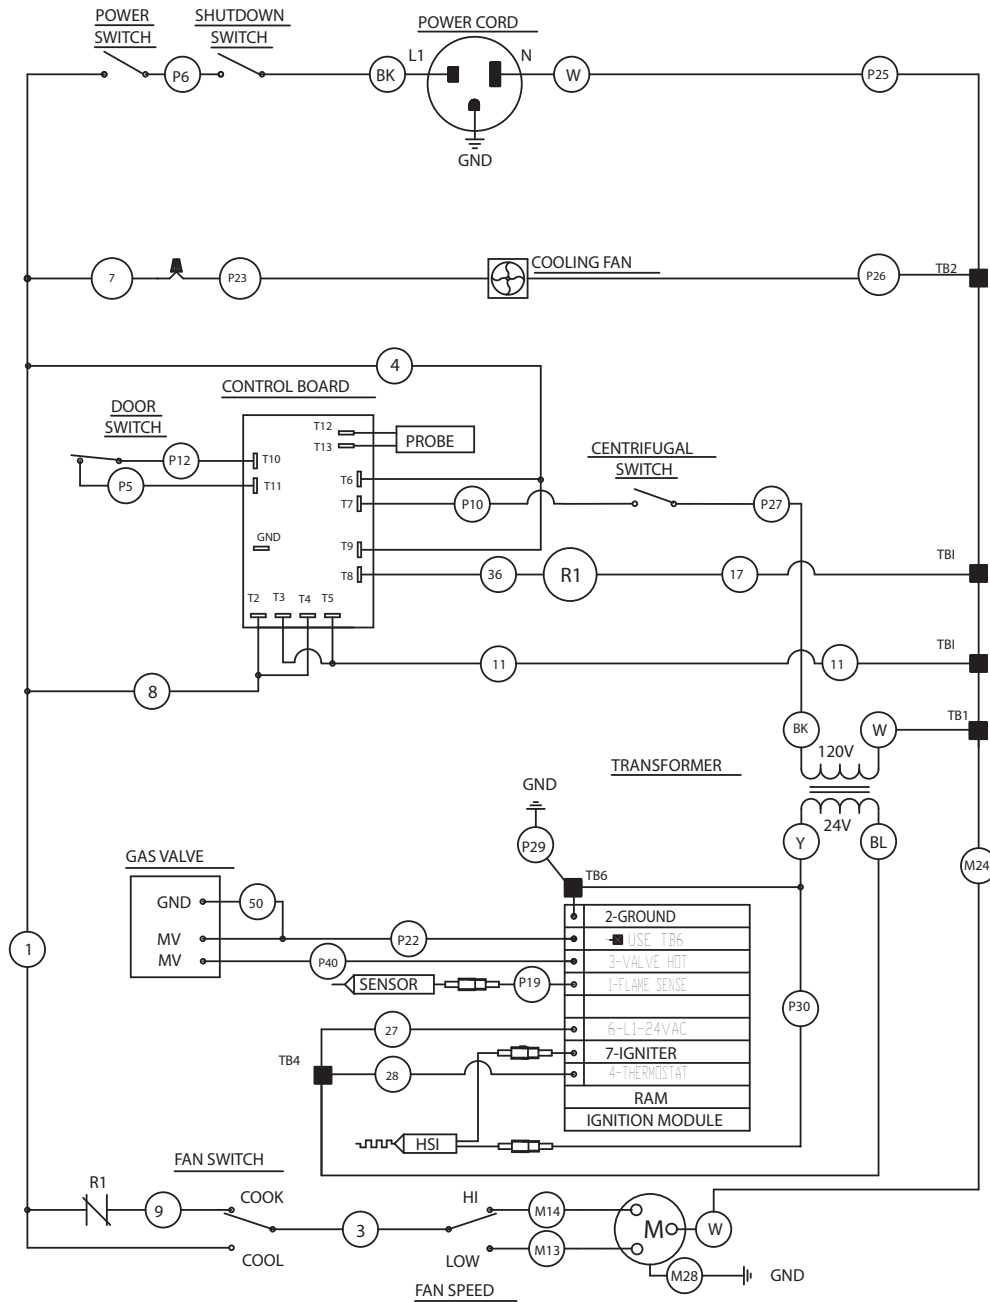 POWER
SWITCH
SHUTDOWN
SWITCH
POWER CORD
P6
BK
L1
N
W
P25
GND
7
P23
COOLING FAN
P26
TB2
4
CONTROL BOARD
DOOR
SWITCH
P12
P5
T10
T11
T12
T13
PROBE
T6
T7
P10
CENTRIFUGAL
SWITCH
P27
GND
T9
T8
36
R1
17
TBI
T2
T3
T4
T5
11
11
TBI
8
BK
W
TB1
120V
TRANSFORMER
24V
Y
BL
GND
P29
TB6
M24
GAS VALVE
GND
50
MV
P22
MV
P40
SENSOR
P19
2-GROUND
USE TB6
3-VALVE HOT
1-FLAME SENSE
6-L1-24VAC
7-IGNITER
4-THERMOSTAT
RAM
IGNITION MODULE
P30
1
27
TB4
28
HSI
FAN SWITCH
R1
9
COOK
COOL
3
HI
LOW
M14
M13
M
W
M28
GND
FAN SPEED